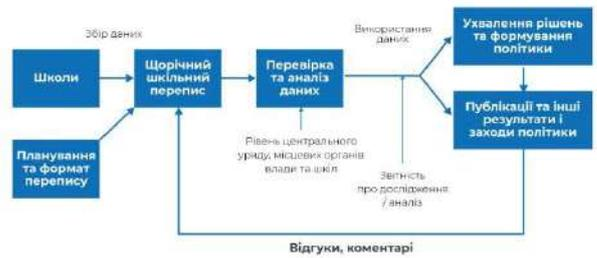 Збір даних
Використання
даних
Школи
Щорічний
шкільний
перепис
Перевірка
та аналіз
даних
Ухвалення рішень
та формування
політики
Публікації та інші
результати і
заходи політики
Планування
та формат
перепису
Рівень центрального
уряду, місцевих органів
влади та шкіл
Звітність
про дослідження
/ аналіз
Відгуки, коментарі